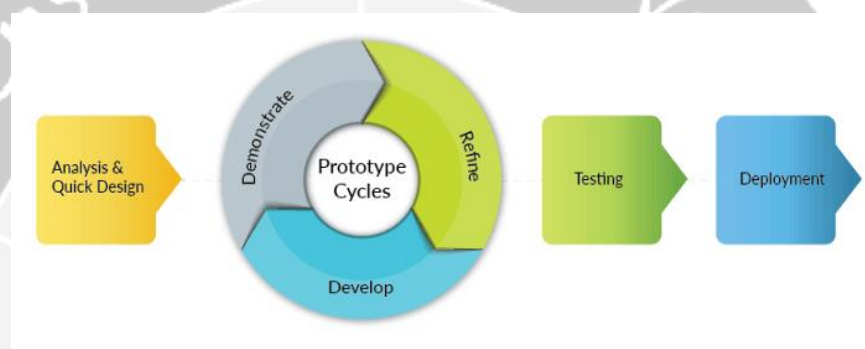 Analysis &
Quick Design
Demonstrate
Prototype
Cycles
Refine
Develop
Testing
Deployment